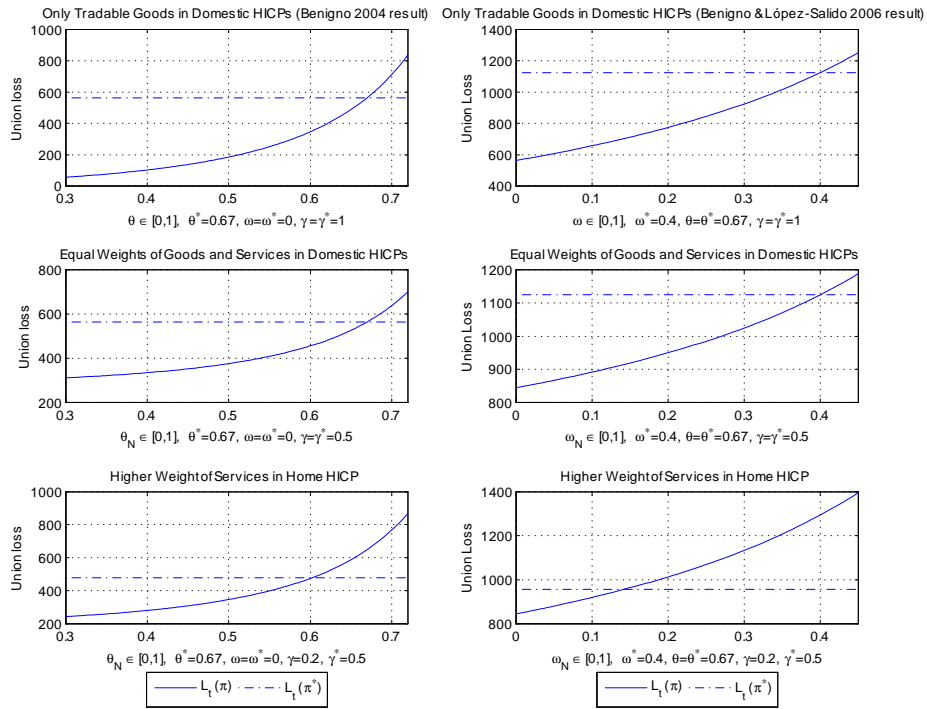 Only Tradable Goods in Domestic HICPs (Benigno 2004 result)
Union loss
1000
800
600
400
200
0
0.3 0.4 0.5 0.6 0.7
θ ∈ [0,1], θ*=0.67, ω=ω*=0, γ=γ*=1
Only Tradable Goods in Domestic HICPs (Benigno & López-Salido 2006 result)
Union Loss
1400
1200
1000
800
600
400
0 0.1 0.2 0.3 0.4
ω ∈ [0,1], ω*=0.4, θ=θ*=0.67, γ=γ*=1
Equal Weights of Goods and Services in Domestic HICPs
Union loss
800
600
400
200
0.3 0.4 0.5 0.6 0.7
θ_N ∈ [0,1], θ*=0.67, ω=ω*=0, γ=γ*=0.5
Equal Weights of Goods and Services in Domestic HICPs
Union Loss
1200
1100
1000
900
800
0 0.1 0.2 0.3 0.4
ω_N ∈ [0,1], ω*=0.4, θ=θ*=0.67, γ=γ*=0.5
Higher Weight of Services in Home HICP
Union loss
1000
800
600
400
200
0.3 0.4 0.5 0.6 0.7
θ_N ∈ [0,1], θ*=0.67, ω=ω*=0, γ=0.2, γ*=0.5
L_t(π) L_t(π*)
Higher Weight of Services in Home HICP
Union Loss
1400
1200
1000
800
600
0 0.1 0.2 0.3 0.4
ω_N ∈ [0,1], ω*=0.4, θ=θ*=0.67, γ=0.2, γ*=0.5
L_t(π) L_t(π*)